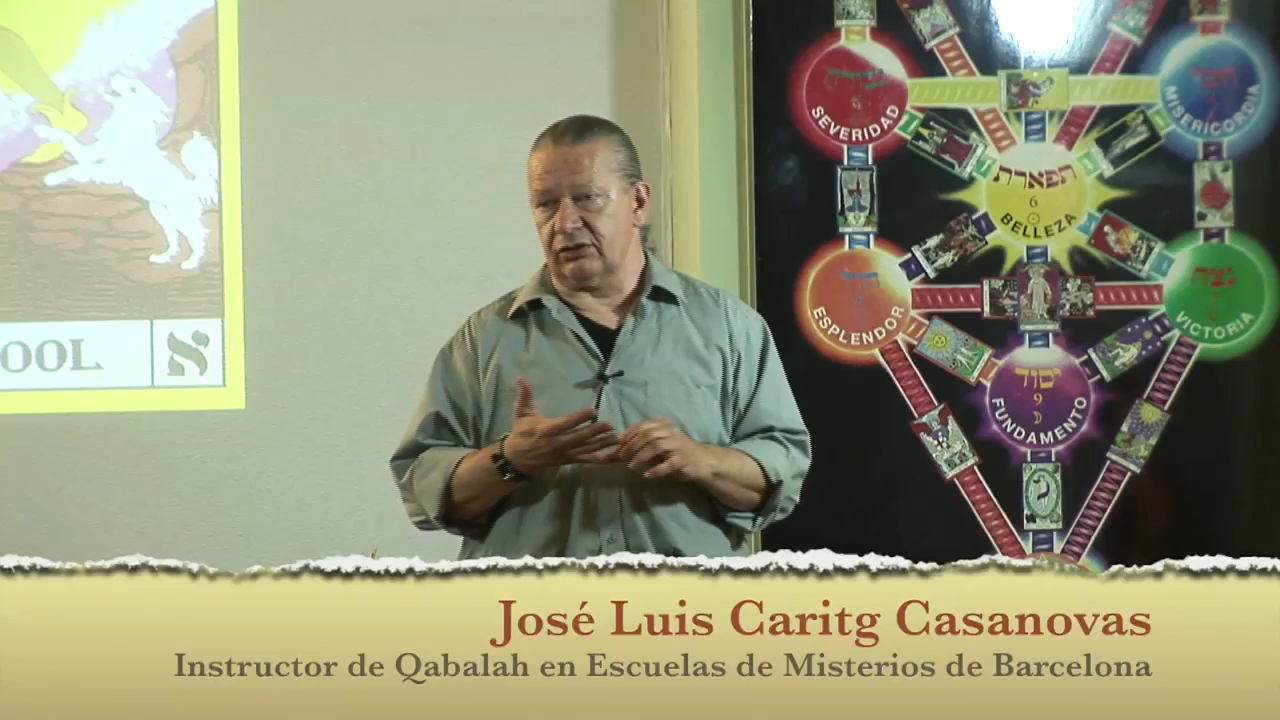 SEVERIDAD
MISERICORDIA
תפארת
6
BELLEZA
ESPLENDOR
VICTORIA
יסוד
9
FUNDAMENTO
OOL
א
José Luis Caritg Casanovas
Instructor de Qabalah en Escuelas de Misterios de Barcelona